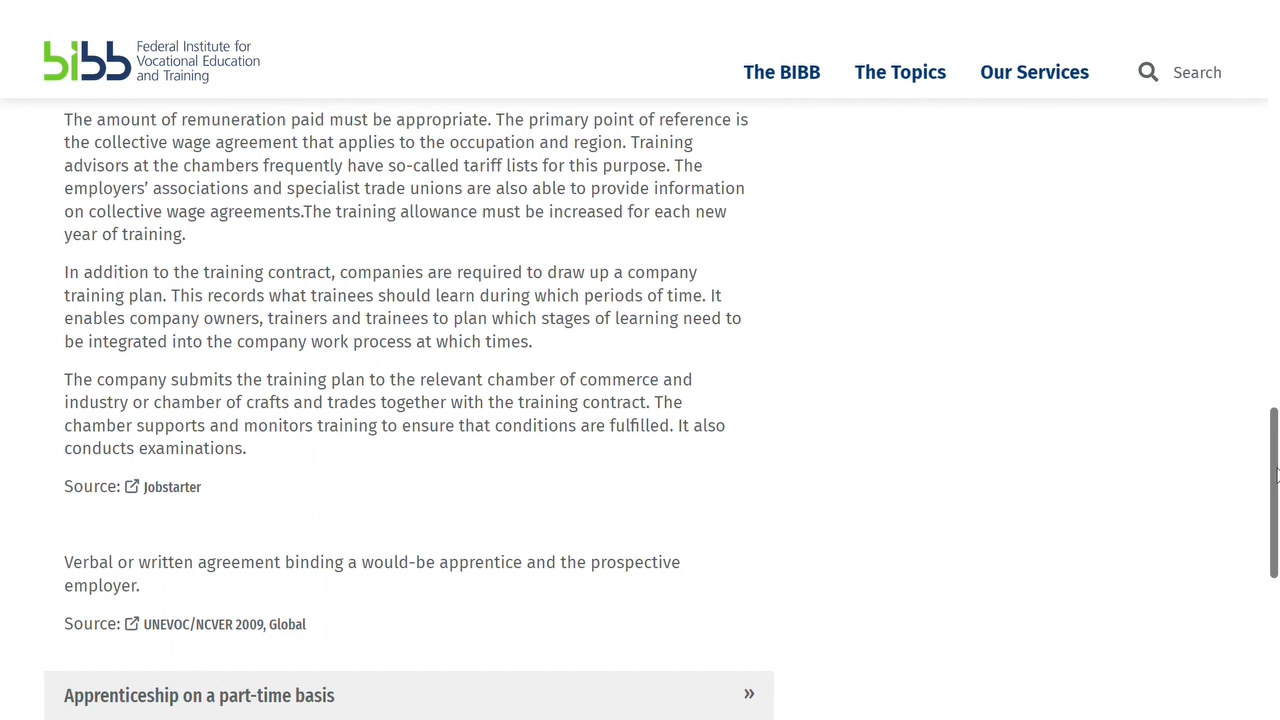 bibb Federal Institute for
Vocational Education
and Training
The BIBB The Topics Our Services Search
The amount of remuneration paid must be appropriate. The primary point of reference is
the collective wage agreement that applies to the occupation and region. Training
advisors at the chambers frequently have so-called tariff lists for this purpose. The
employers’ associations and specialist trade unions are also able to provide information
on collective wage agreements.The training allowance must be increased for each new
year of training.
In addition to the training contract, companies are required to draw up a company
training plan. This records what trainees should learn during which periods of time. It
enables company owners, trainers and trainees to plan which stages of learning need to
be integrated into the company work process at which times.
The company submits the training plan to the relevant chamber of commerce and
industry or chamber of crafts and trades together with the training contract. The
chamber supports and monitors training to ensure that conditions are fulfilled. It also
conducts examinations.
Source: Jobstarter
Verbal or written agreement binding a would-be apprentice and the prospective
employer.
Source: UNEVOC/NCVER 2009, Global
Apprenticeship on a part-time basis »